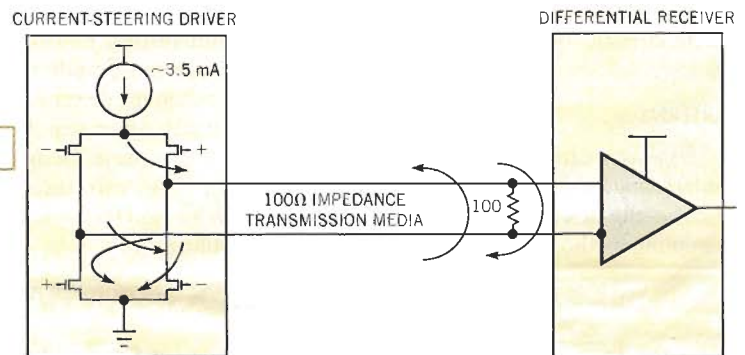 CURRENT-STEERING DRIVER
DIFFERENTIAL RECEIVER
~3.5 mA
−
+
100Ω IMPEDANCE
TRANSMISSION MEDIA
100
+
−